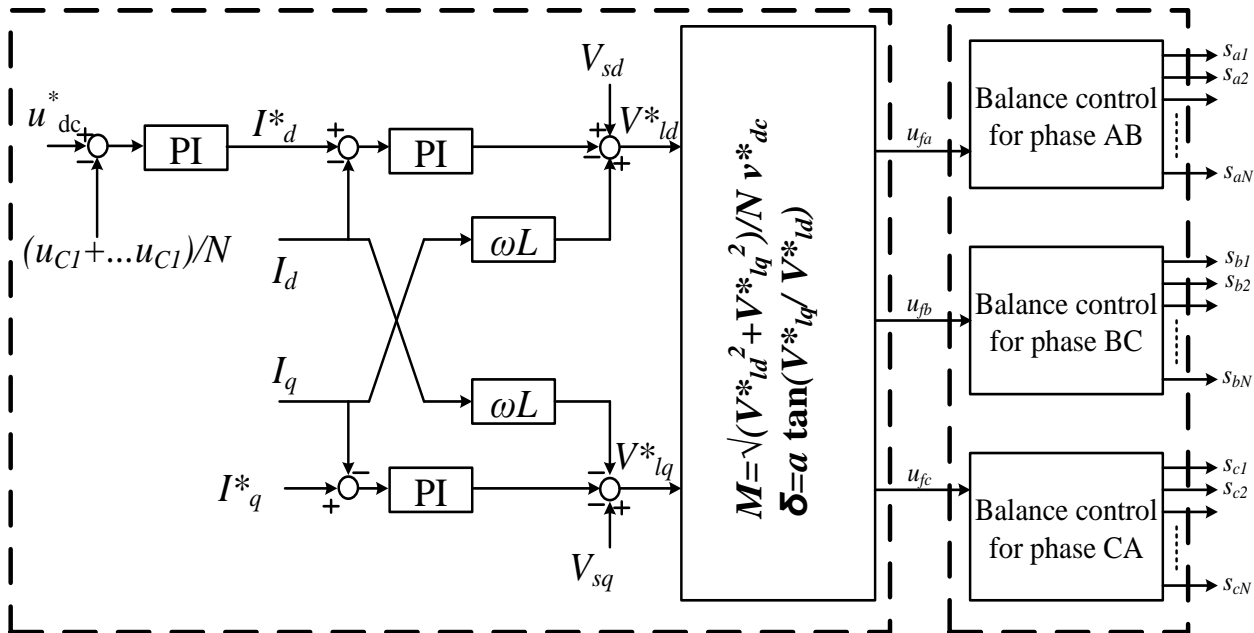 u*dc
+
−
PI
I*d
+
−
PI
Vsd
+
−
+
V*ld
(uC1+...uC1)/N
Id
ωL
Iq
ωL
I*q
−
+
PI
−
−
+
V*lq
Vsq
M=√(V*ld²+V*lq²)/N v*dc
δ=a tan(V*lq/ V*ld)
ufa
ufb
ufc
Balance control
for phase AB
sa1
sa2
saN
Balance control
for phase BC
sb1
sb2
sbN
Balance control
for phase CA
sc1
sc2
scN